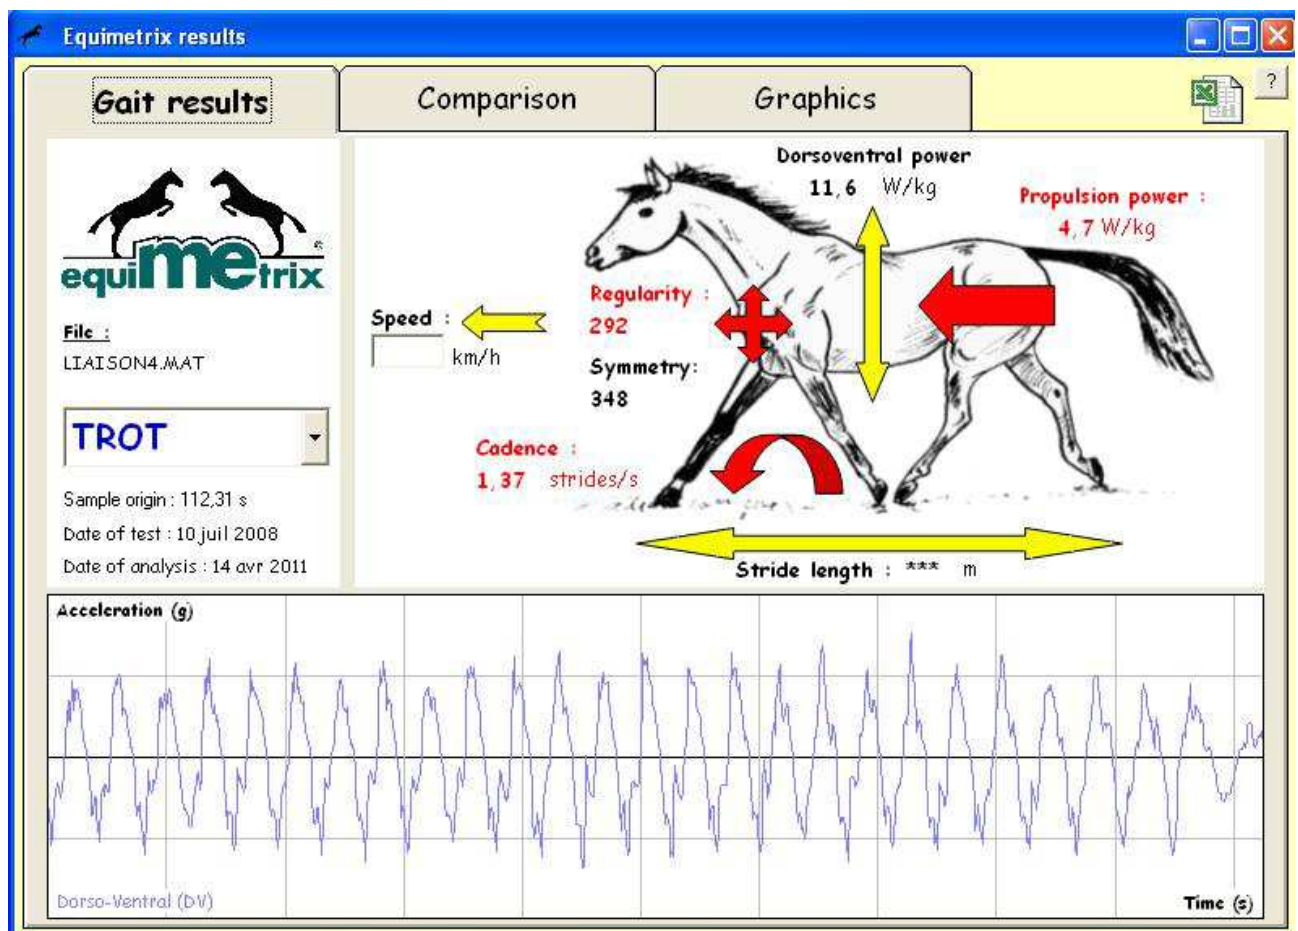 Equimetrix results
Gait results
Comparison
Graphics
?
equiMEtrix®
File :
LIAISON4.MAT
TROT
Sample origin : 112,31 s
Date of test : 10 juil 2008
Date of analysis : 14 avr 2011
Dorsoventral power
11,6 W/kg
Propulsion power :
4,7 W/kg
Regularity :
292
Speed :
km/h
Symmetry:
348
Cadence :
1,37 strides/s
Stride length : *** m
Acceleration (g)
Dorso-Ventral (DV)
Time (s)